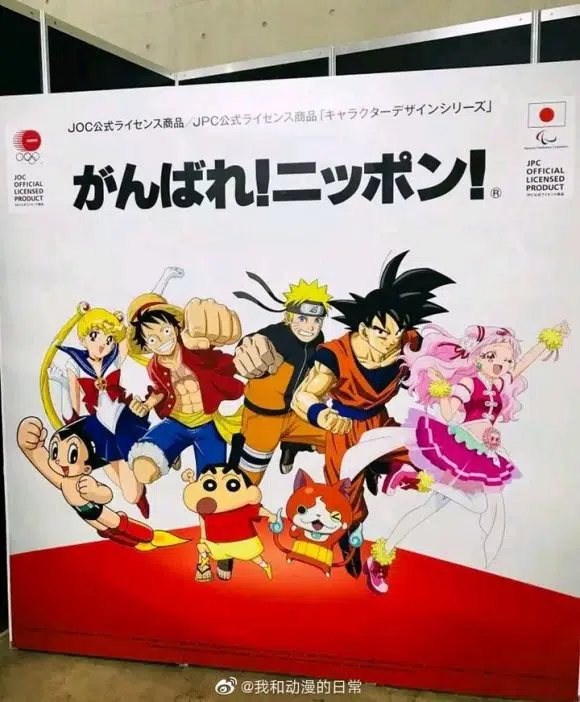 JOC公式ライセンス商品/JPC公式ライセンス商品「キャラクターデザインシリーズ」
がんばれ!ニッポン!®
JOC
OFFICIAL
LICENSED
PRODUCT
JPC
OFFICIAL
LICENSED
PRODUCT
@我和动漫的日常